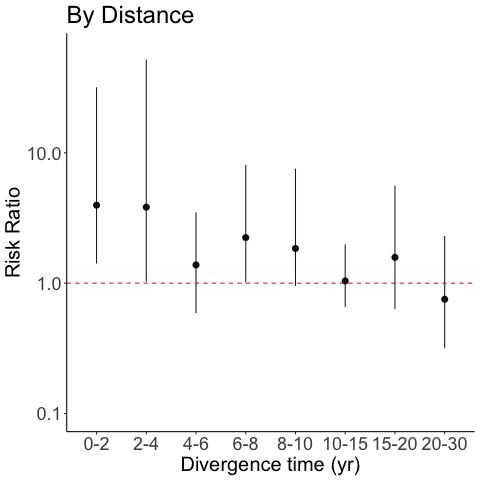 By Distance
Risk Ratio
10.0
1.0
0.1
0-2 2-4 4-6 6-8 8-10 10-15 15-20 20-30
Divergence time (yr)